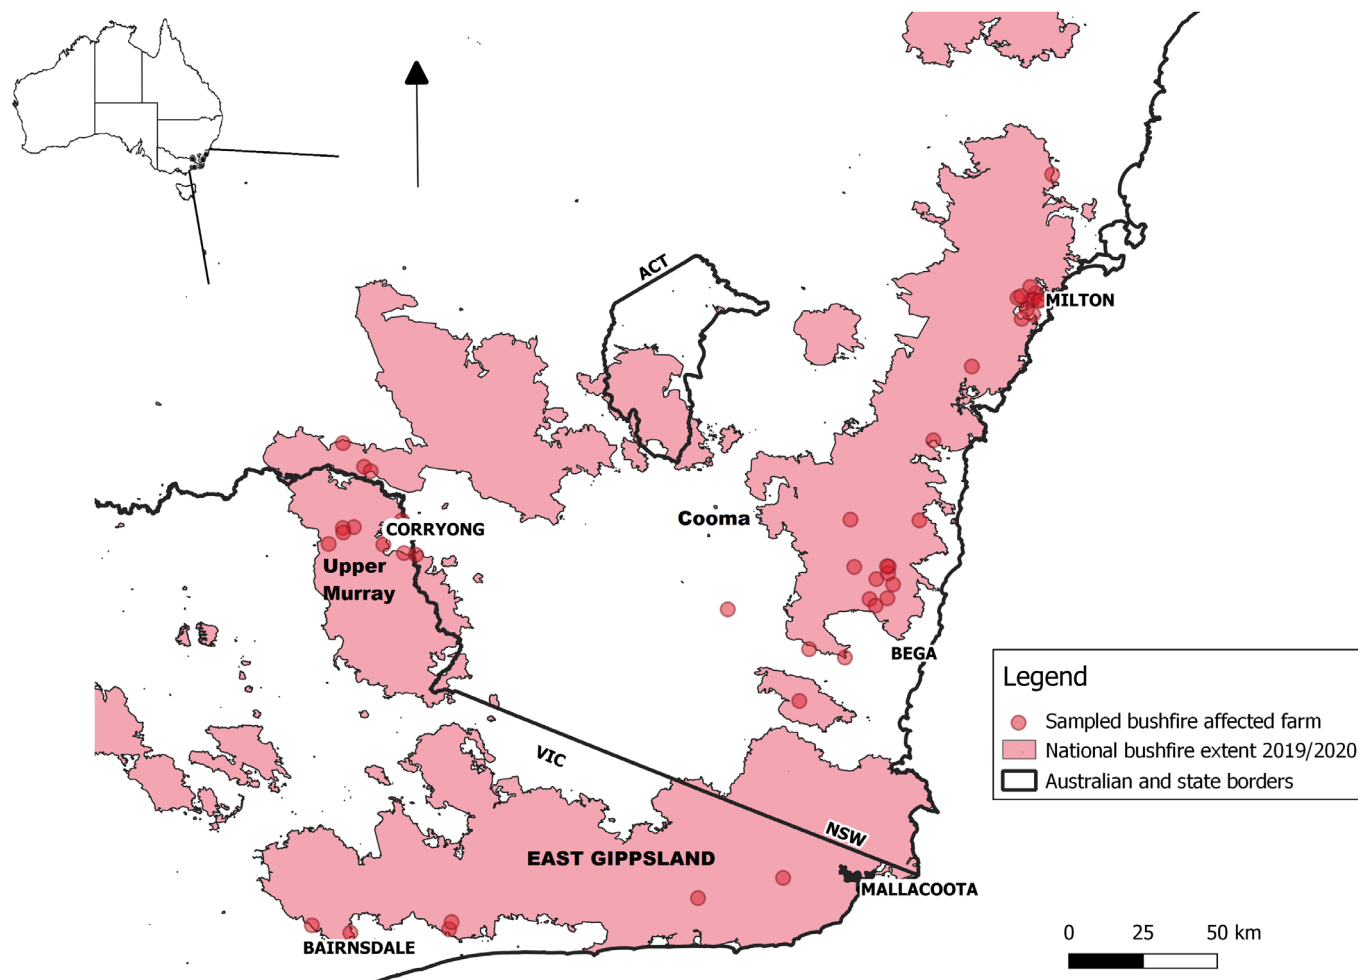 ACT
MILTON
Cooma
CORRYONG
Upper
Murray
BEGA
VIC
NSW
EAST GIPPSLAND
MALLACOOTA
BAIRNSDALE
Legend
Sampled bushfire affected farm
National bushfire extent 2019/2020
Australian and state borders
0 25 50 km